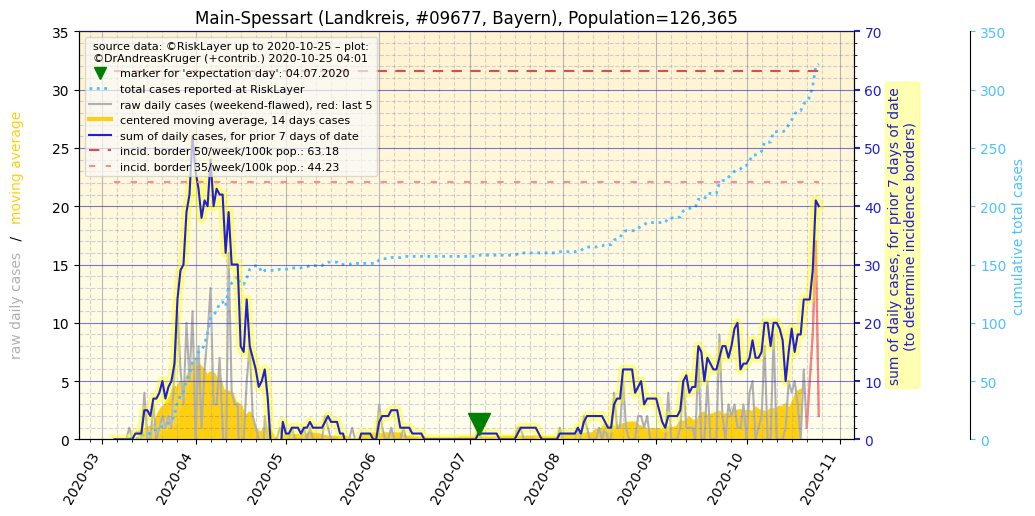 Main-Spessart (Landkreis, #09677, Bayern), Population=126,365
source data: ©RiskLayer up to 2020-10-25 – plot:
©DrAndreasKruger (+contrib.) 2020-10-25 04:01
marker for 'expectation day': 04.07.2020
total cases reported at RiskLayer
raw daily cases (weekend-flawed), red: last 5
centered moving average, 14 days cases
sum of daily cases, for prior 7 days of date
incid. border 50/week/100k pop.: 63.18
incid. border 35/week/100k pop.: 44.23
raw daily cases / moving average
35
30
25
20
15
10
5
0
70
60
50
40
30
20
10
0
sum of daily cases, for prior 7 days of date
(to determine incidence borders)
350
300
250
200
150
100
50
0
cumulative total cases
2020-03
2020-04
2020-05
2020-06
2020-07
2020-08
2020-09
2020-10
2020-11